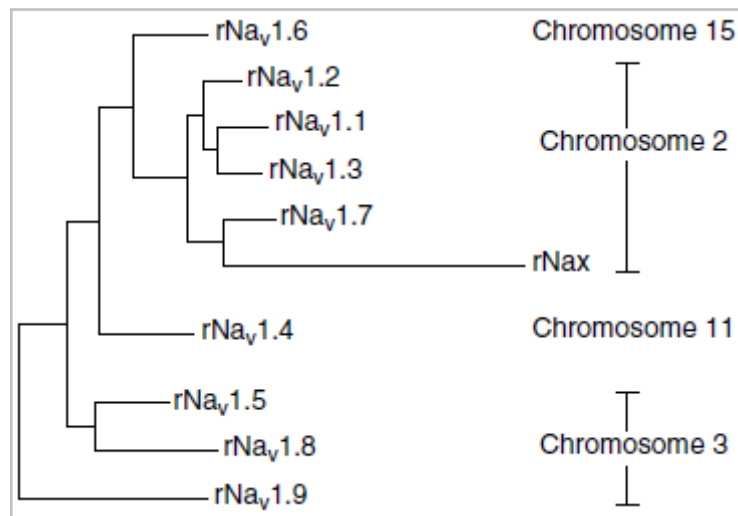 rNav1.6 Chromosome 15
rNav1.2
rNav1.1
Chromosome 2
rNav1.3
rNav1.7
rNax
rNav1.4 Chromosome 11
rNav1.5
Chromosome 3
rNav1.8
rNav1.9